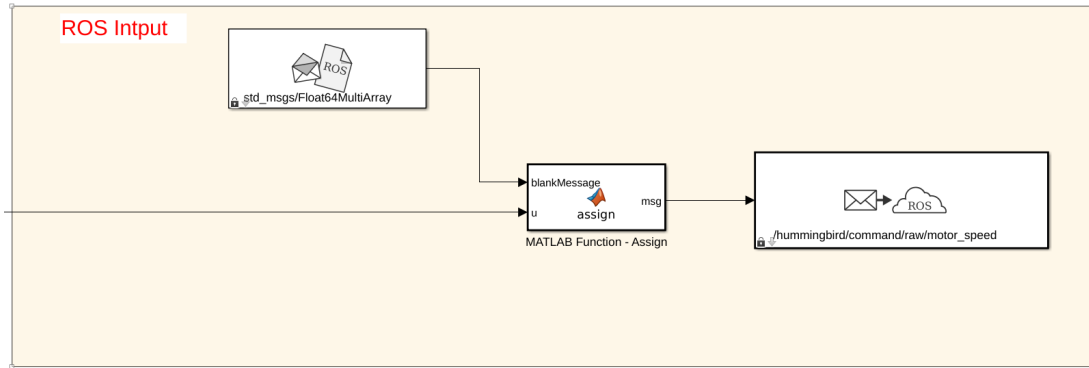 ROS Intput
ROS
std_msgs/Float64MultiArray
blankMessage
u
assign
msg
MATLAB Function - Assign
ROS
/hummingbird/command/raw/motor_speed